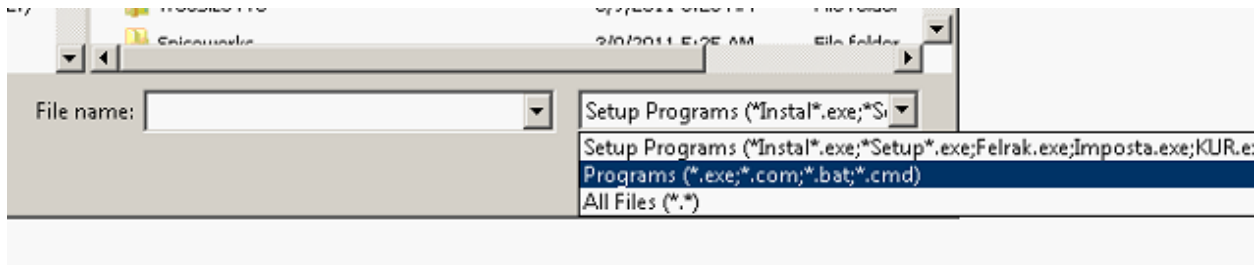 Spiceworks
File folder
File name:
Setup Programs (*Instal*.exe;*S
Setup Programs (*Instal*.exe;*Setup*.exe;Felrak.exe;Imposta.exe;KUR.ex
Programs (*.exe;*.com;*.bat;*.cmd)
All Files (*.*)